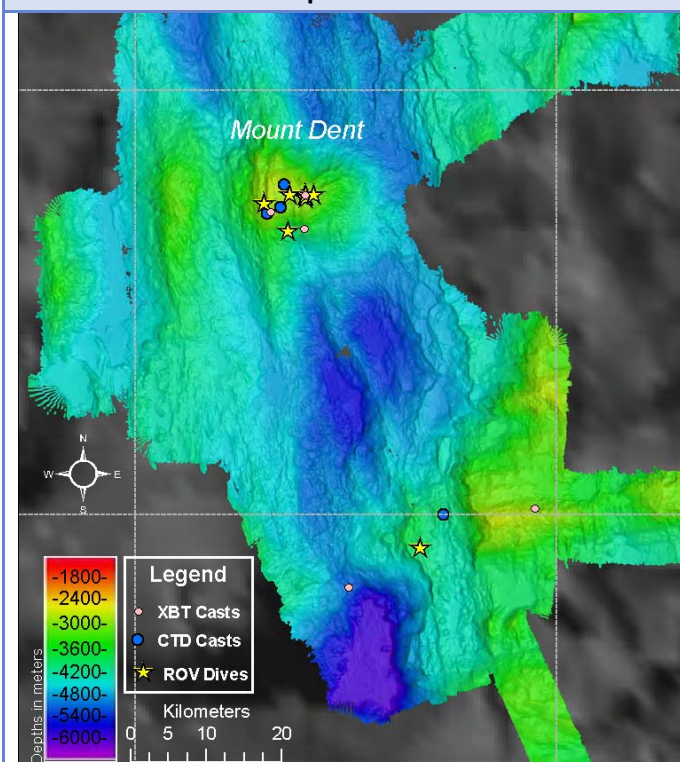 Mount Dent
N
W E
S
-1800-
-2400-
-3000-
-3600-
-4200-
-4800-
-5400-
-6000-
Depths in meters
Legend
XBT Casts
CTD Casts
ROV Dives
Kilometers
0 5 10 20